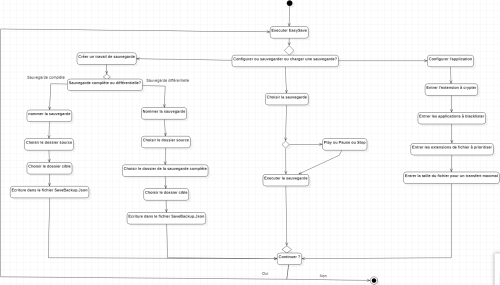 Executer EasySave
Créer un travail de sauvegarde
Configurer ou sauvegarder ou charger une sauvegarde?
Configurer l'application
Sauvegarde complète
Sauvegarde complète ou différentielle?
Sauvegarde différentielle
Entrer l'extension à crypter
Choisir la sauvegarde
nommer la sauvegarde
Nommer la sauvegarde
Entrer les applications à blacklister
Choisir le dossier source
Choisir le dossier source
Play ou Pause ou Stop
Entrer les extensions de fichier à prioritiser
Choisir le dossier cible
Choisir le dossier de la sauvegarde complète
Exécuter la sauvegarde
Entrer la taille du fichier pour un transfert maximal
Écriture dans le fichier SaveBackup.Json
Choisir le dossier cible
Ecriture dans le fichier SaveBackup.Json
Continuer ?
Oui
Non